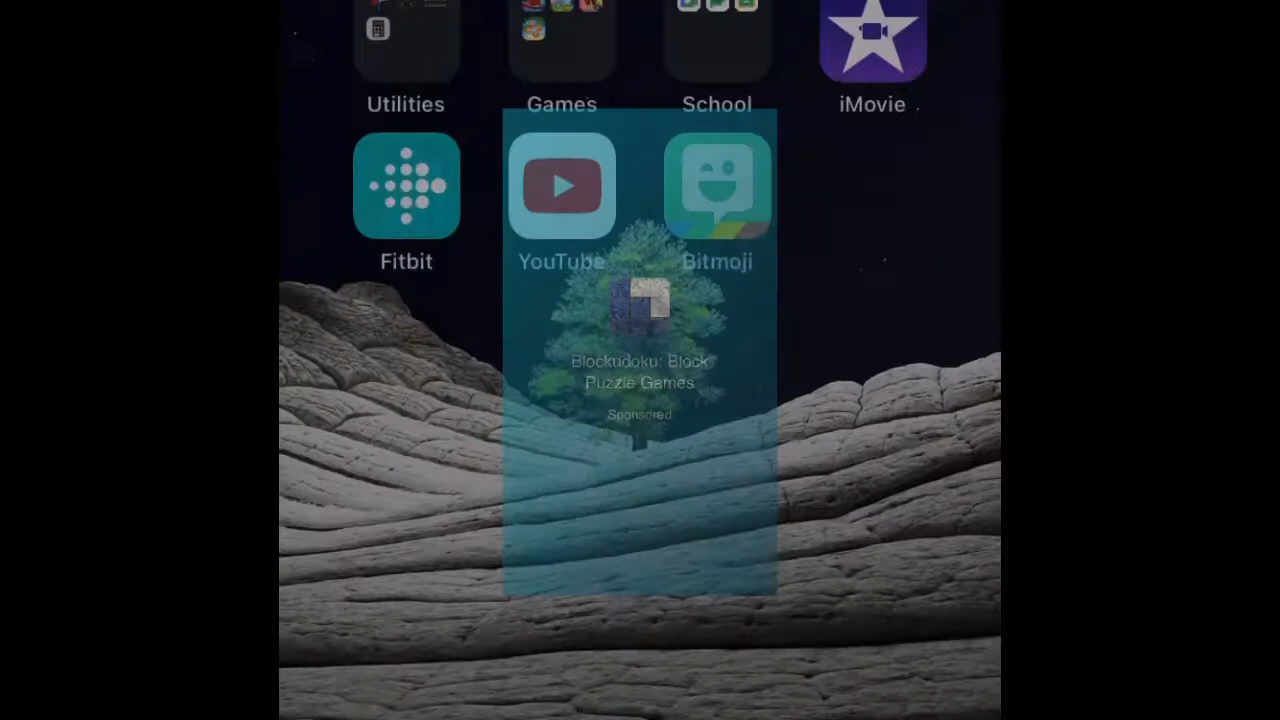 Utilities
Games
School
iMovie
Fitbit
YouTube
Bitmoji
Blockudoku: Block
Puzzle Games
Sponsored